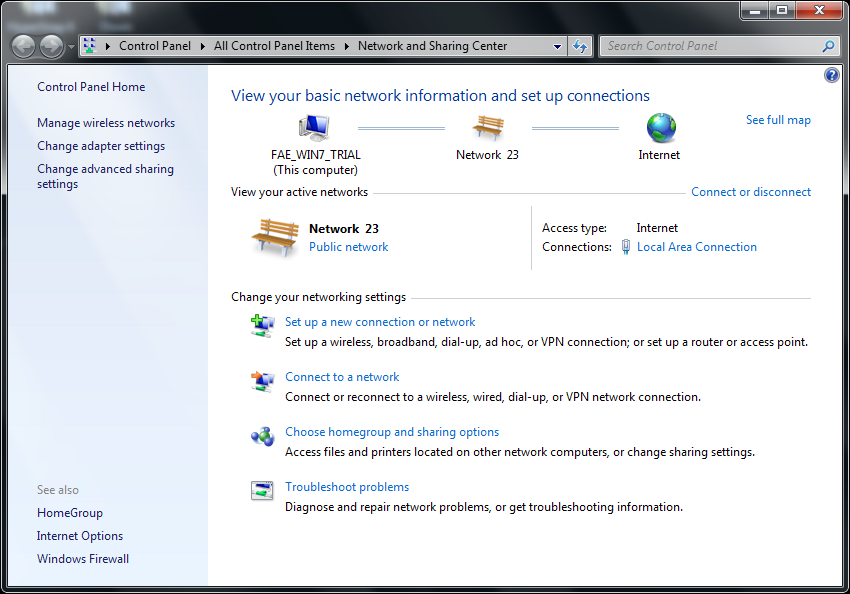 Control Panel
All Control Panel Items
Network and Sharing Center
Search Control Panel
Control Panel Home
Manage wireless networks
Change adapter settings
Change advanced sharing
settings
See also
HomeGroup
Internet Options
Windows Firewall
View your basic network information and set up connections
See full map
FAE_WIN7_TRIAL
(This computer)
Network 23
Internet
View your active networks
Connect or disconnect
Network 23
Public network
Access type: Internet
Connections: Local Area Connection
Change your networking settings
Set up a new connection or network
Set up a wireless, broadband, dial-up, ad hoc, or VPN connection; or set up a router or access point.
Connect to a network
Connect or reconnect to a wireless, wired, dial-up, or VPN network connection.
Choose homegroup and sharing options
Access files and printers located on other network computers, or change sharing settings.
Troubleshoot problems
Diagnose and repair network problems, or get troubleshooting information.